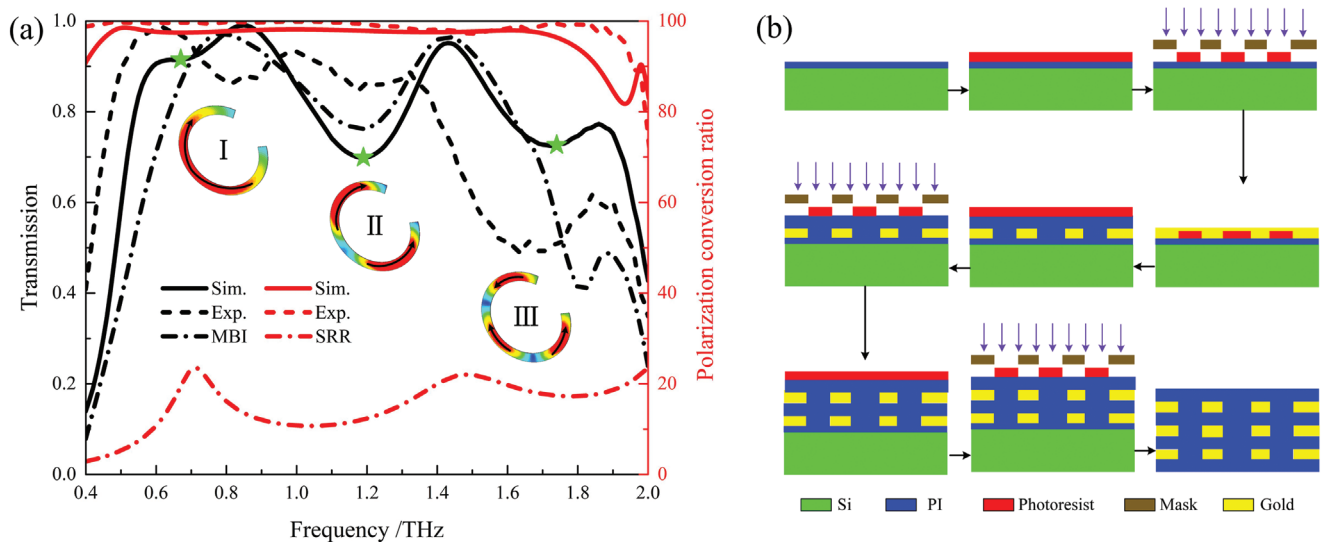 (a)
Transmission
1.0
0.8
0.6
0.4
0.2
0.0
0.4
0.6
0.8
1.0
1.2
1.4
1.6
1.8
2.0
Frequency /THz
100
80
60
40
20
0
Polarization conversion ratio
I
II
III
Sim.
Exp.
MBI
Sim.
Exp.
SRR
(b)
Si
PI
Photoresist
Mask
Gold